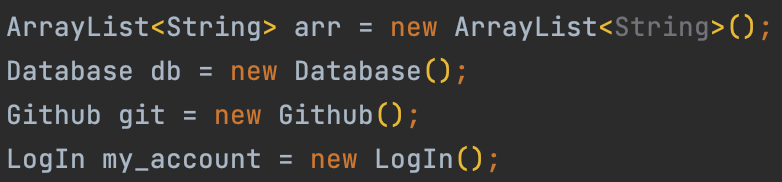 ArrayList<String> arr = new ArrayList<String>();
Database db = new Database();
Github git = new Github();
LogIn my_account = new LogIn();